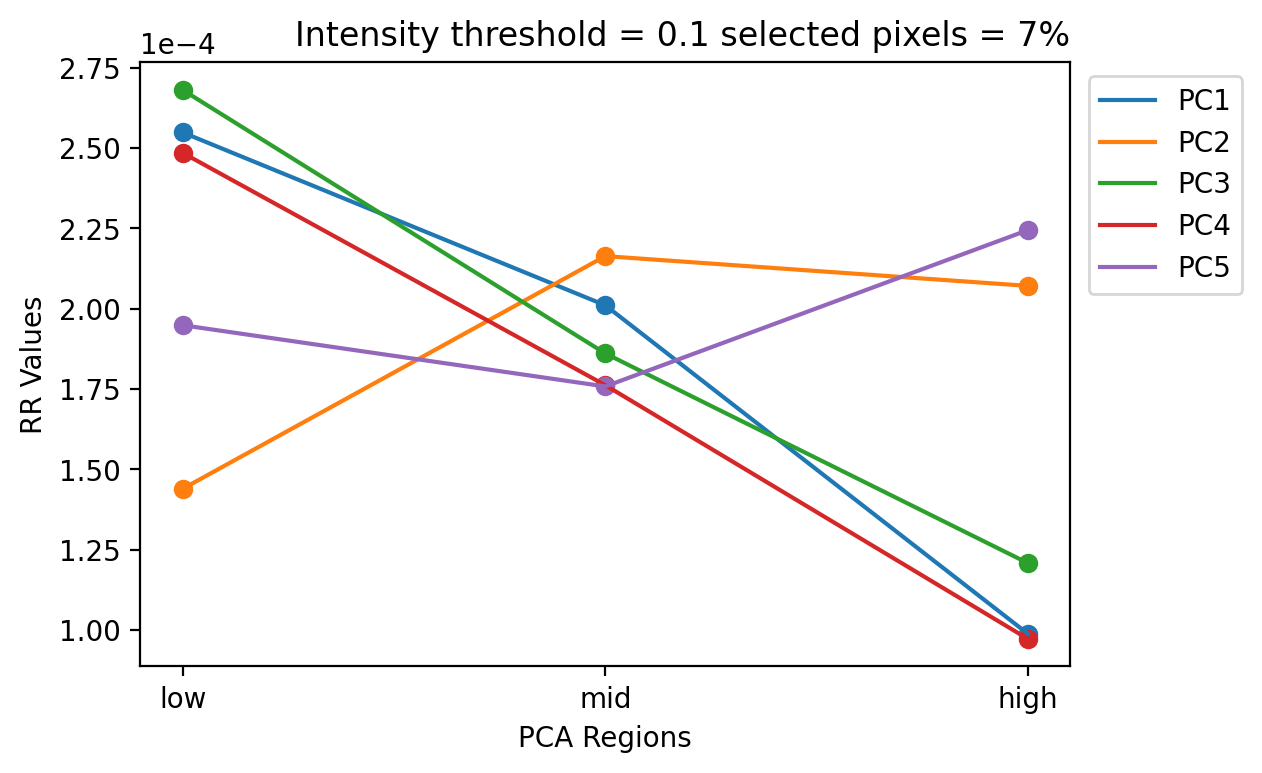 Intensity threshold = 0.1 selected pixels = 7%
1e−4
2.75
2.50
2.25
2.00
1.75
1.50
1.25
1.00
RR Values
low
mid
high
PCA Regions
PC1
PC2
PC3
PC4
PC5